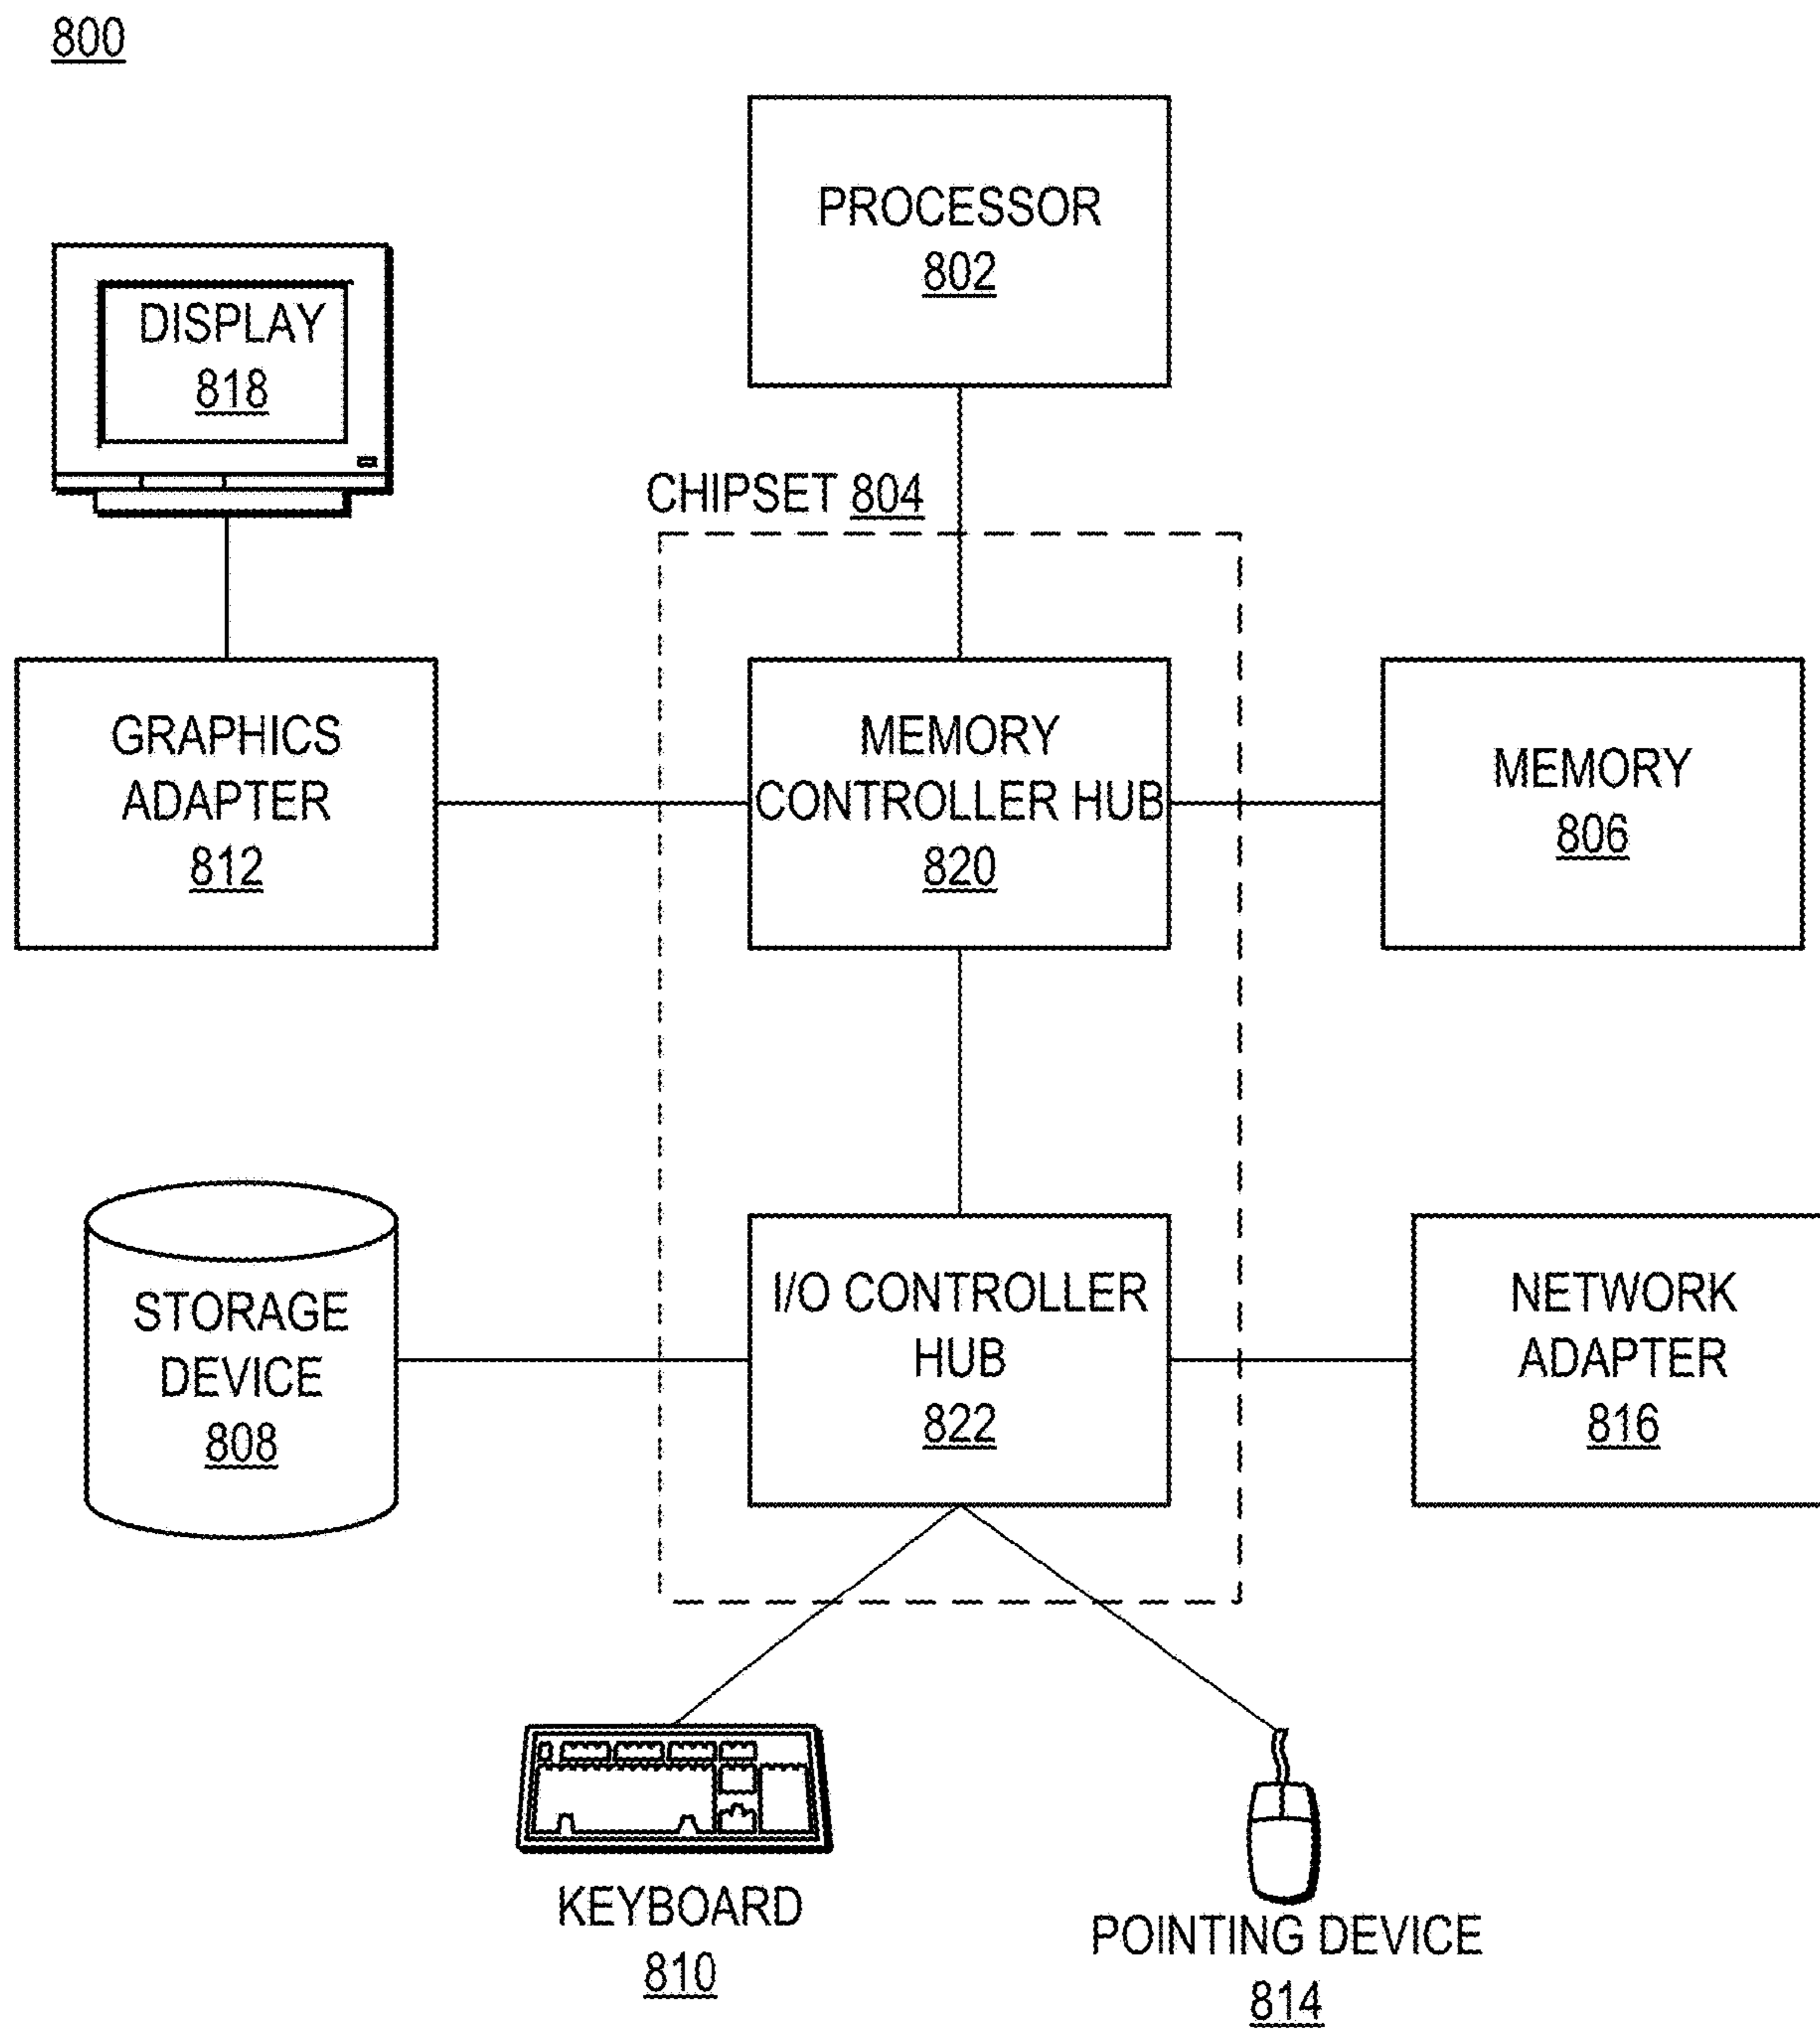 800
PROCESSOR
802
DISPLAY
818
CHIPSET 804
GRAPHICS
ADAPTER
812
MEMORY
CONTROLLER HUB
820
MEMORY
806
STORAGE
DEVICE
808
I/O CONTROLLER
HUB
822
NETWORK
ADAPTER
816
KEYBOARD
810
POINTING DEVICE
814